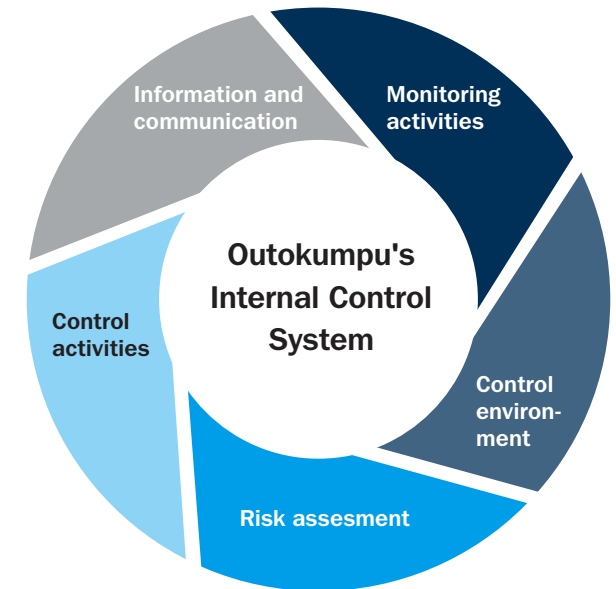 Information and
communication
Monitoring
activities
Outokumpu's
Internal Control
System
Control
activities
Control
environ-
ment
Risk assesment